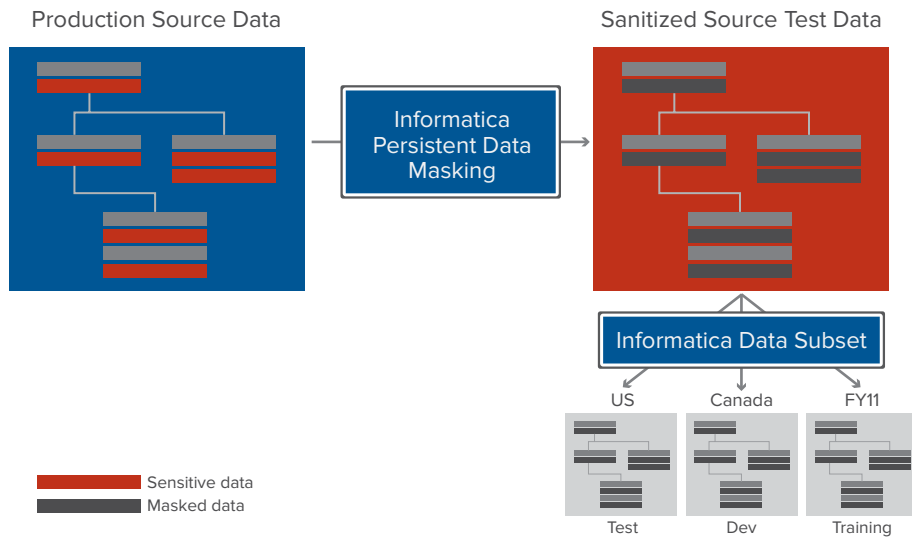 Production Source Data
Sanitized Source Test Data
Informatica
Persistent Data
Masking
Informatica Data Subset
US
Canada
FY11
Test
Dev
Training
Sensitive data
Masked data